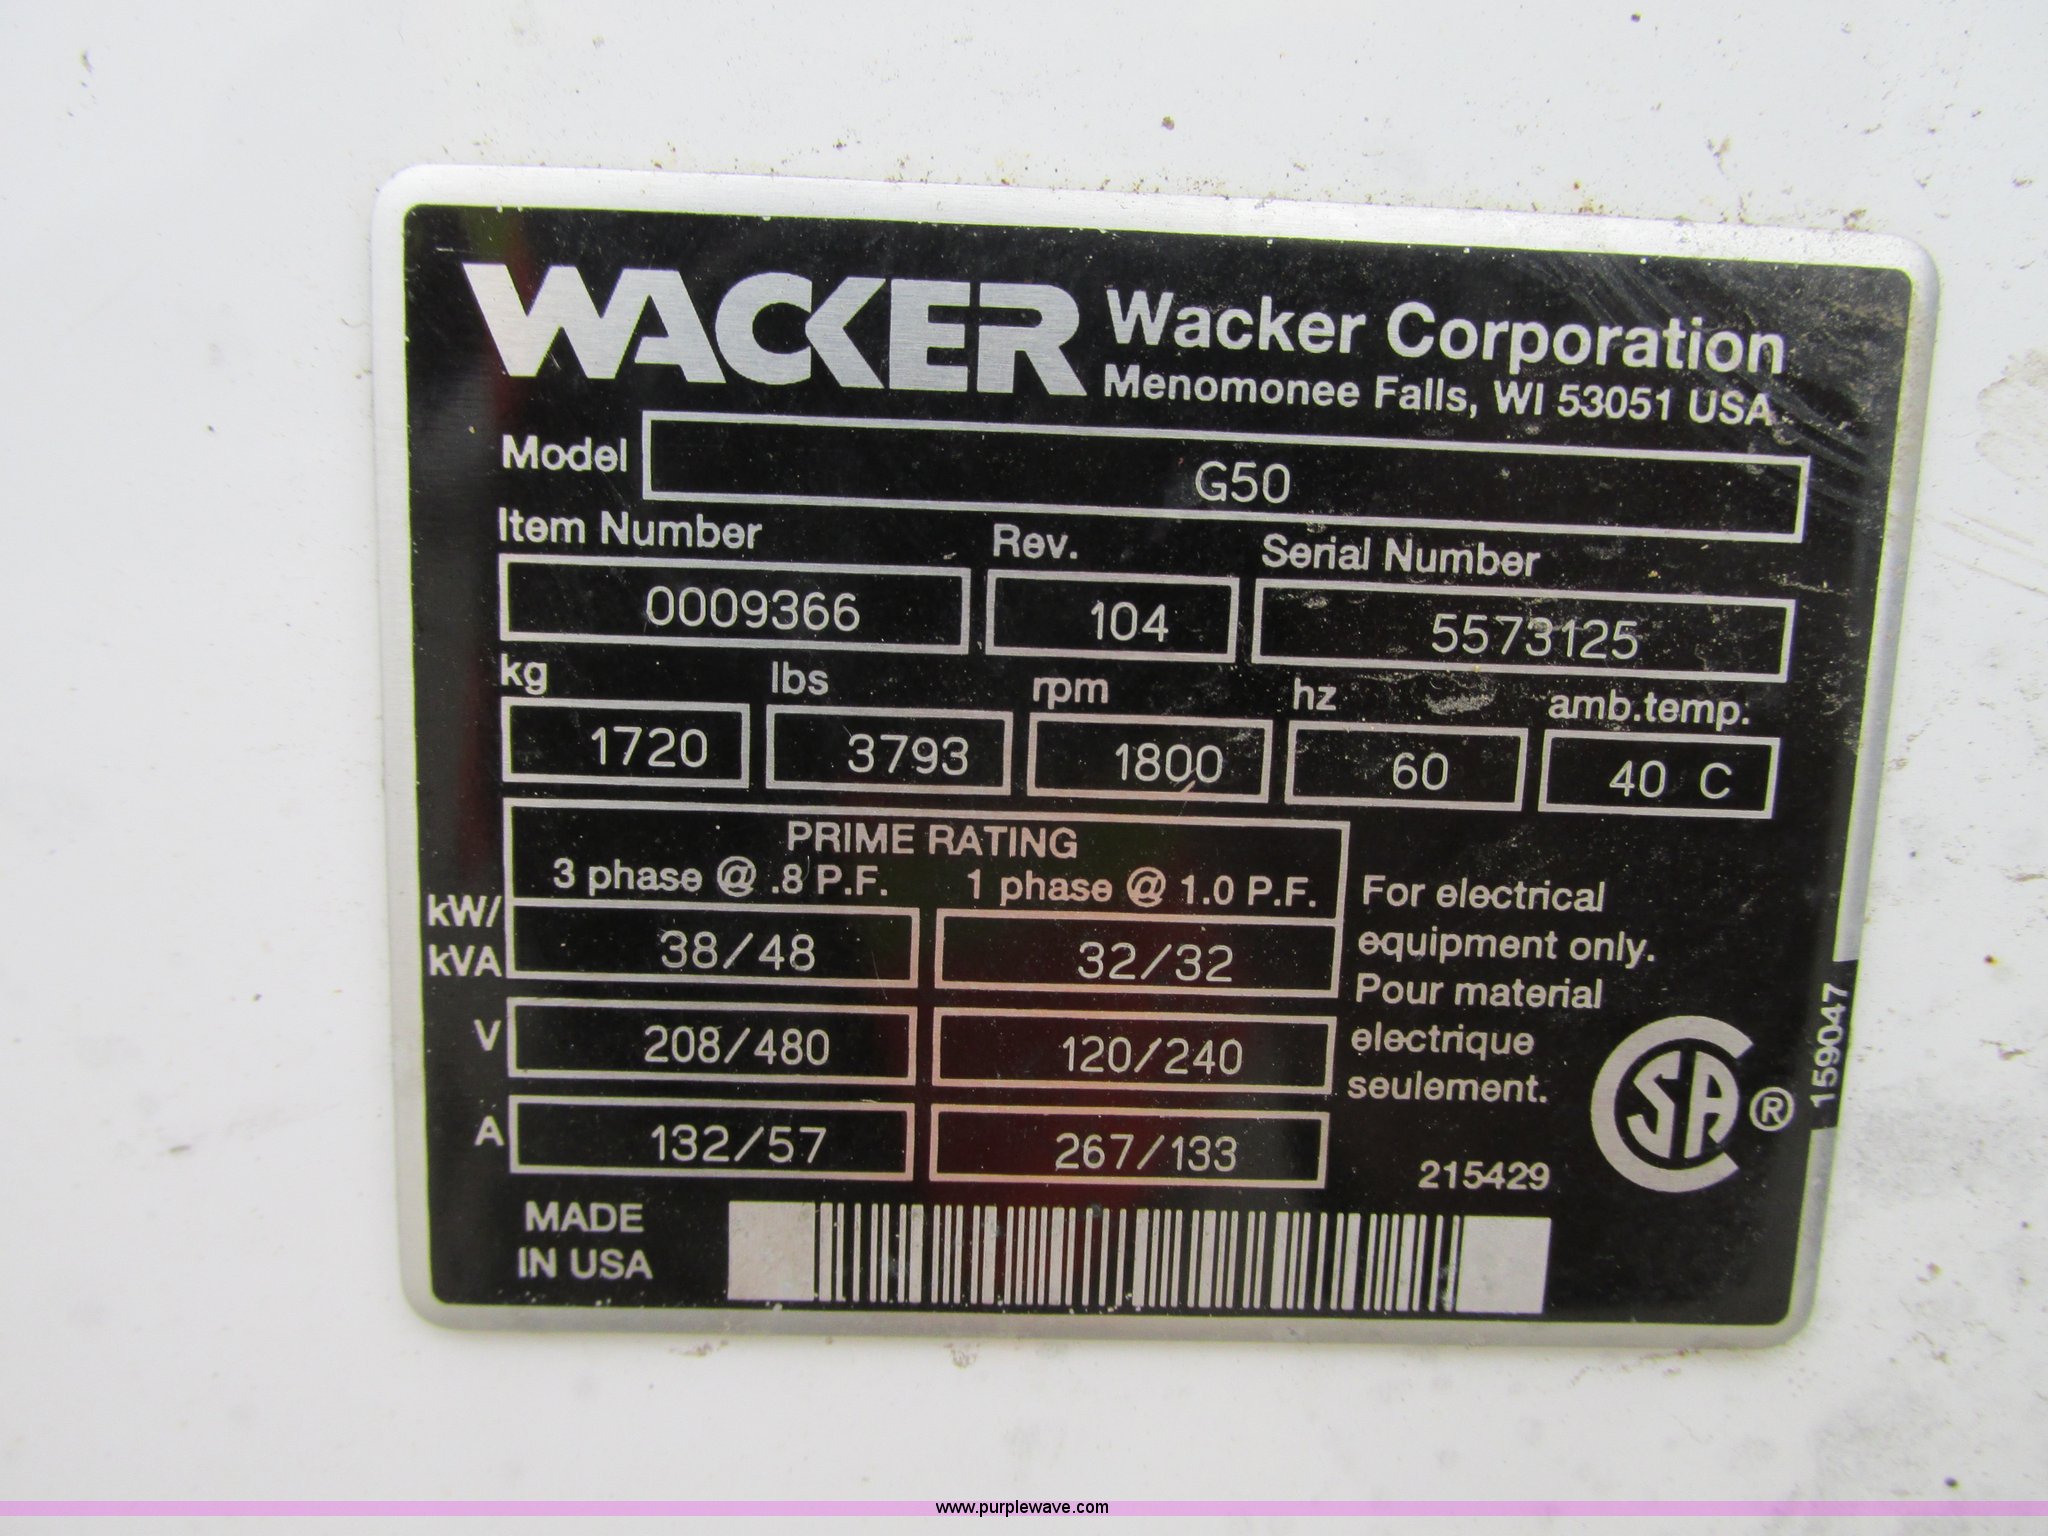 WACKER Wacker Corporation
Menomonee Falls, WI 53051 USA
Model G50
Item Number Rev. Serial Number
0009366 104 5573125
kg lbs rpm hz amb.temp.
1720 3793 1800 60 40 C
PRIME RATING
3 phase @ .8 P.F. 1 phase @ 1.0 P.F.
kW/
kVA 38/48 32/32
V 208/480 120/240
A 132/57 267/133
For electrical
equipment only.
Pour material
electrique
seulement.
215429
SA ®
159047
MADE
IN USA
www.purplewave.com